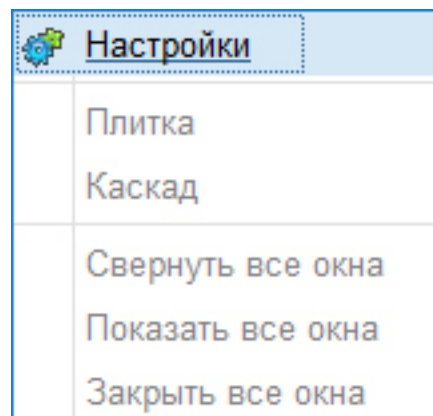 Настройки
Плитка
Каскад
Свернуть все окна
Показать все окна
Закрыть все окна